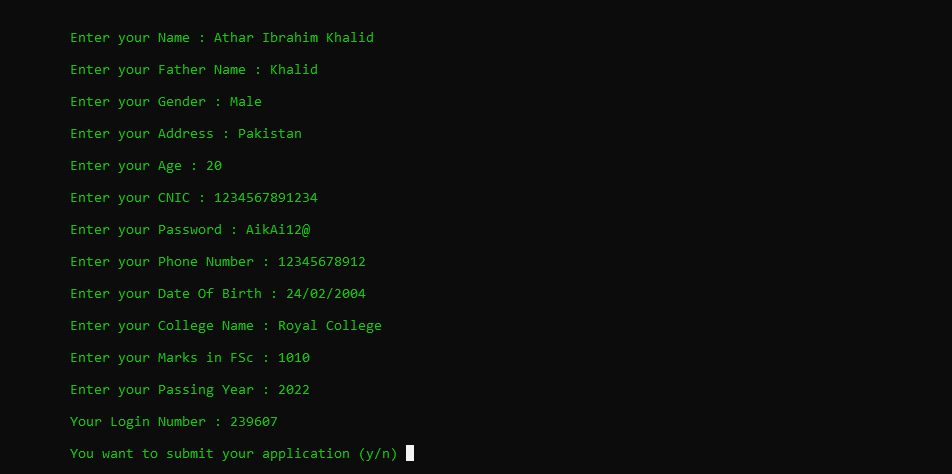 Enter your Name : Athar Ibrahim Khalid
Enter your Father Name : Khalid
Enter your Gender : Male
Enter your Address : Pakistan
Enter your Age : 20
Enter your CNIC : 1234567891234
Enter your Password : AikAi12@
Enter your Phone Number : 12345678912
Enter your Date Of Birth : 24/02/2004
Enter your College Name : Royal College
Enter your Marks in FSc : 1010
Enter your Passing Year : 2022
Your Login Number : 239607
You want to submit your application (y/n)